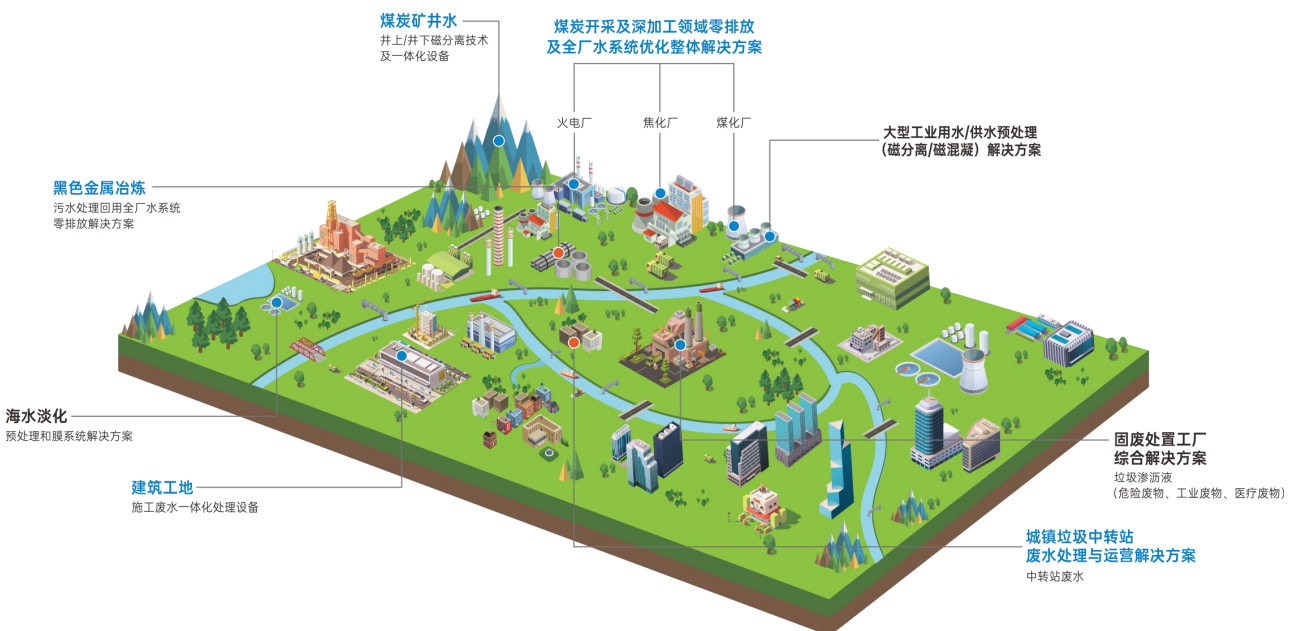 煤炭矿井水
井上/井下磁分离技术
及一体化设备
煤炭开采及深加工领域零排放
及全厂水系统优化整体解决方案
火电厂
焦化厂
煤化厂
大型工业用水/供水预处理
(磁分离/磁混凝) 解决方案
黑色金属冶炼
污水处理回用全厂水系统
零排放解决方案
海水淡化
预处理和膜系统解决方案
建筑工地
施工废水一体化处理设备
固废处置工厂
综合解决方案
垃圾渗沥液
(危险废物、工业废物、医疗废物)
城镇垃圾中转站
废水处理与运营解决方案
中转站废水